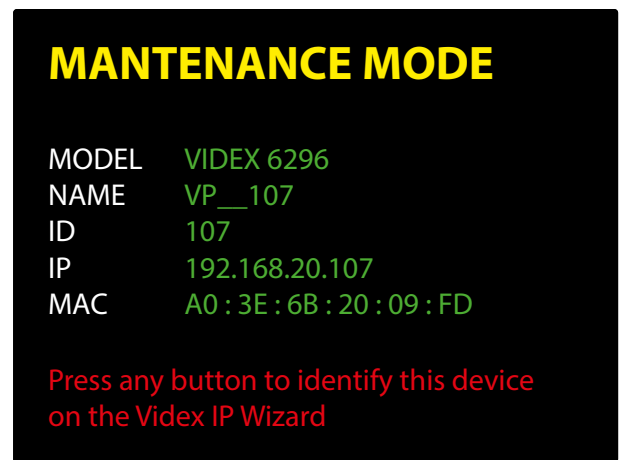 MANTENANCE MODE
MODEL VIDEX 6296
NAME VP__107
ID 107
IP 192.168.20.107
MAC A0 : 3E : 6B : 20 : 09 : FD
Press any button to identify this device
on the Videx IP Wizard